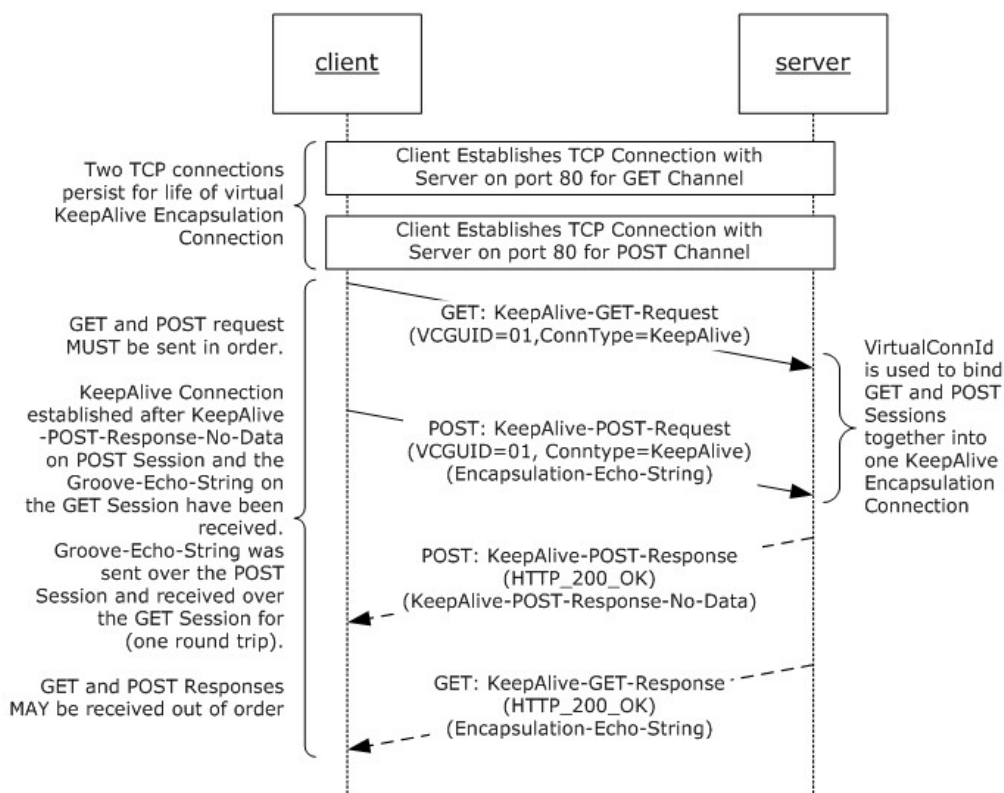 client
server
Two TCP connections
persist for life of virtual
KeepAlive Encapsulation
Connection
Client Establishes TCP Connection with
Server on port 80 for GET Channel
Client Establishes TCP Connection with
Server on port 80 for POST Channel
GET and POST request
MUST be sent in order.
GET: KeepAlive-GET-Request
(VCGUID=01,ConnType=KeepAlive)
KeepAlive Connection
established after KeepAlive
-POST-Response-No-Data
on POST Session and the
Groove-Echo-String on
the GET Session have been
received.
Groove-Echo-String was
sent over the POST
Session and received over
the GET Session for
(one round trip).
POST: KeepAlive-POST-Request
(VCGUID=01, Conntype=KeepAlive)
(Encapsulation-Echo-String)
VirtualConnId
is used to bind
GET and POST
Sessions
together into
one KeepAlive
Encapsulation
Connection
POST: KeepAlive-POST-Response
(HTTP_200_OK)
(KeepAlive-POST-Response-No-Data)
GET and POST Responses
MAY be received out of order
GET: KeepAlive-GET-Response
(HTTP_200_OK)
(Encapsulation-Echo-String)